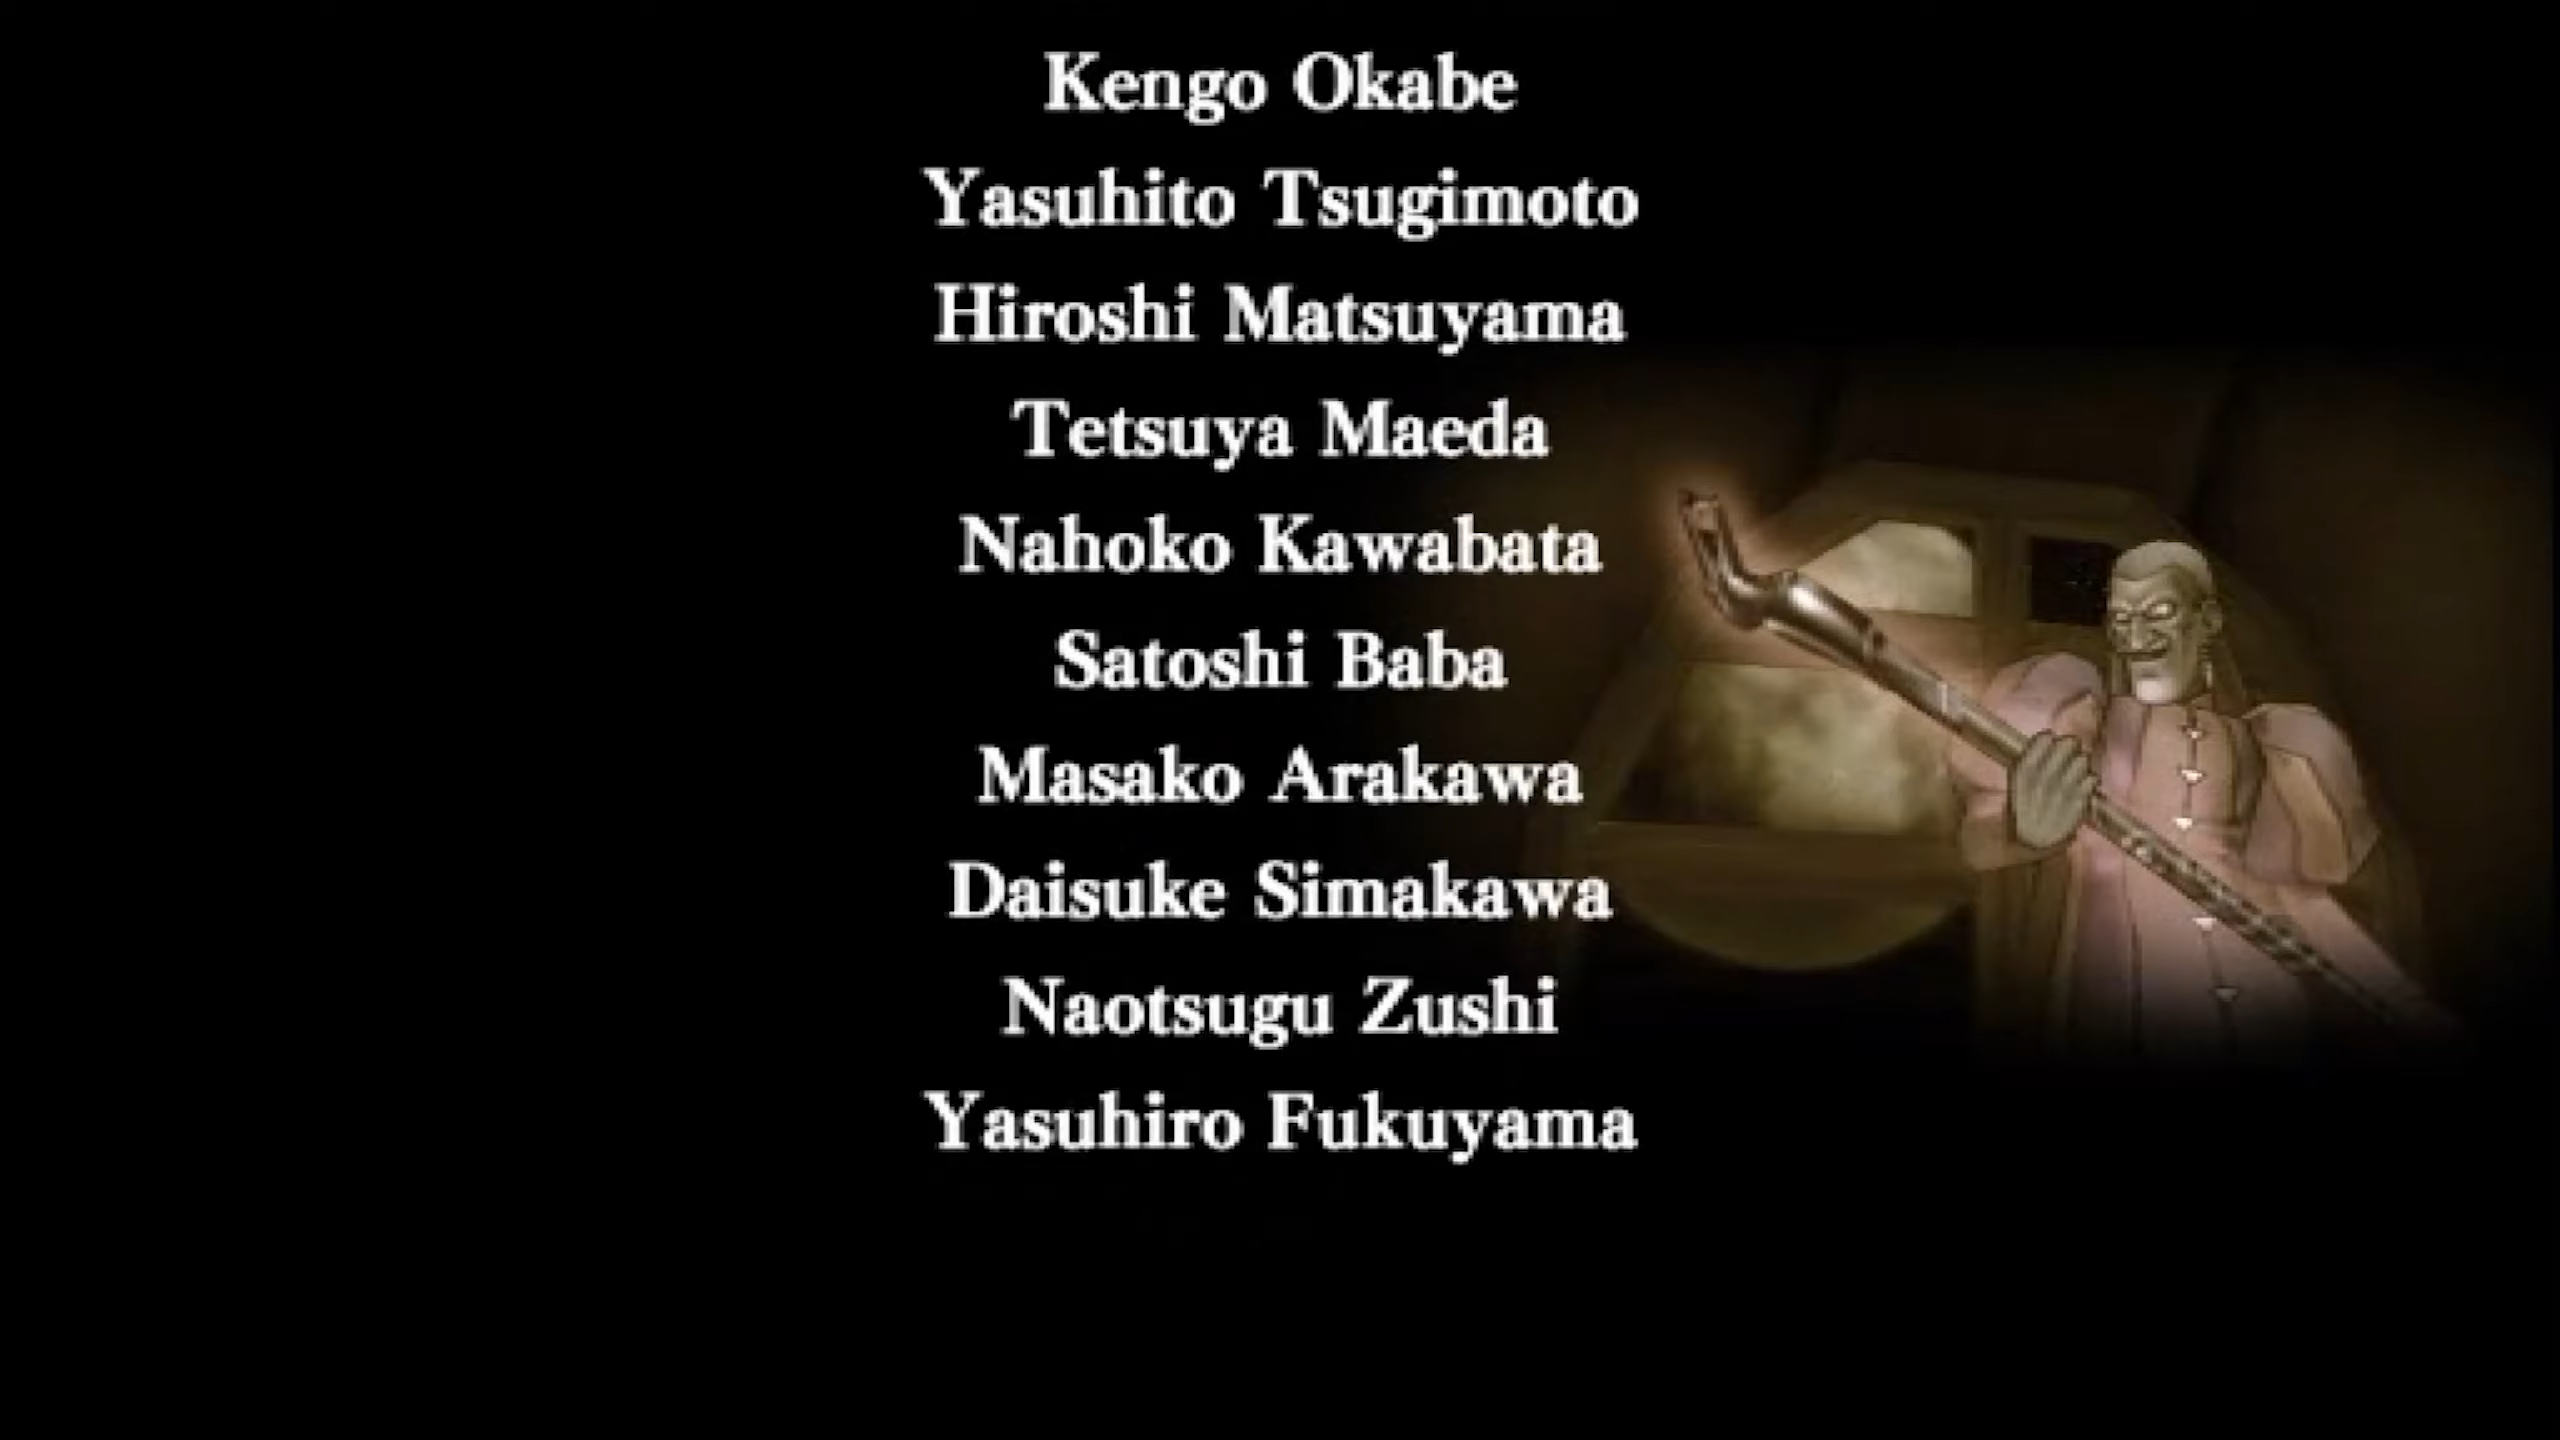 Kengo Okabe
Yasuhito Tsugimoto
Hiroshi Matsuyama
Tetsuya Maeda
Nahoko Kawabata
Satoshi Baba
Masako Arakawa
Daisuke Simakawa
Naotsugu Zushi
Yasuhiro Fukuyama